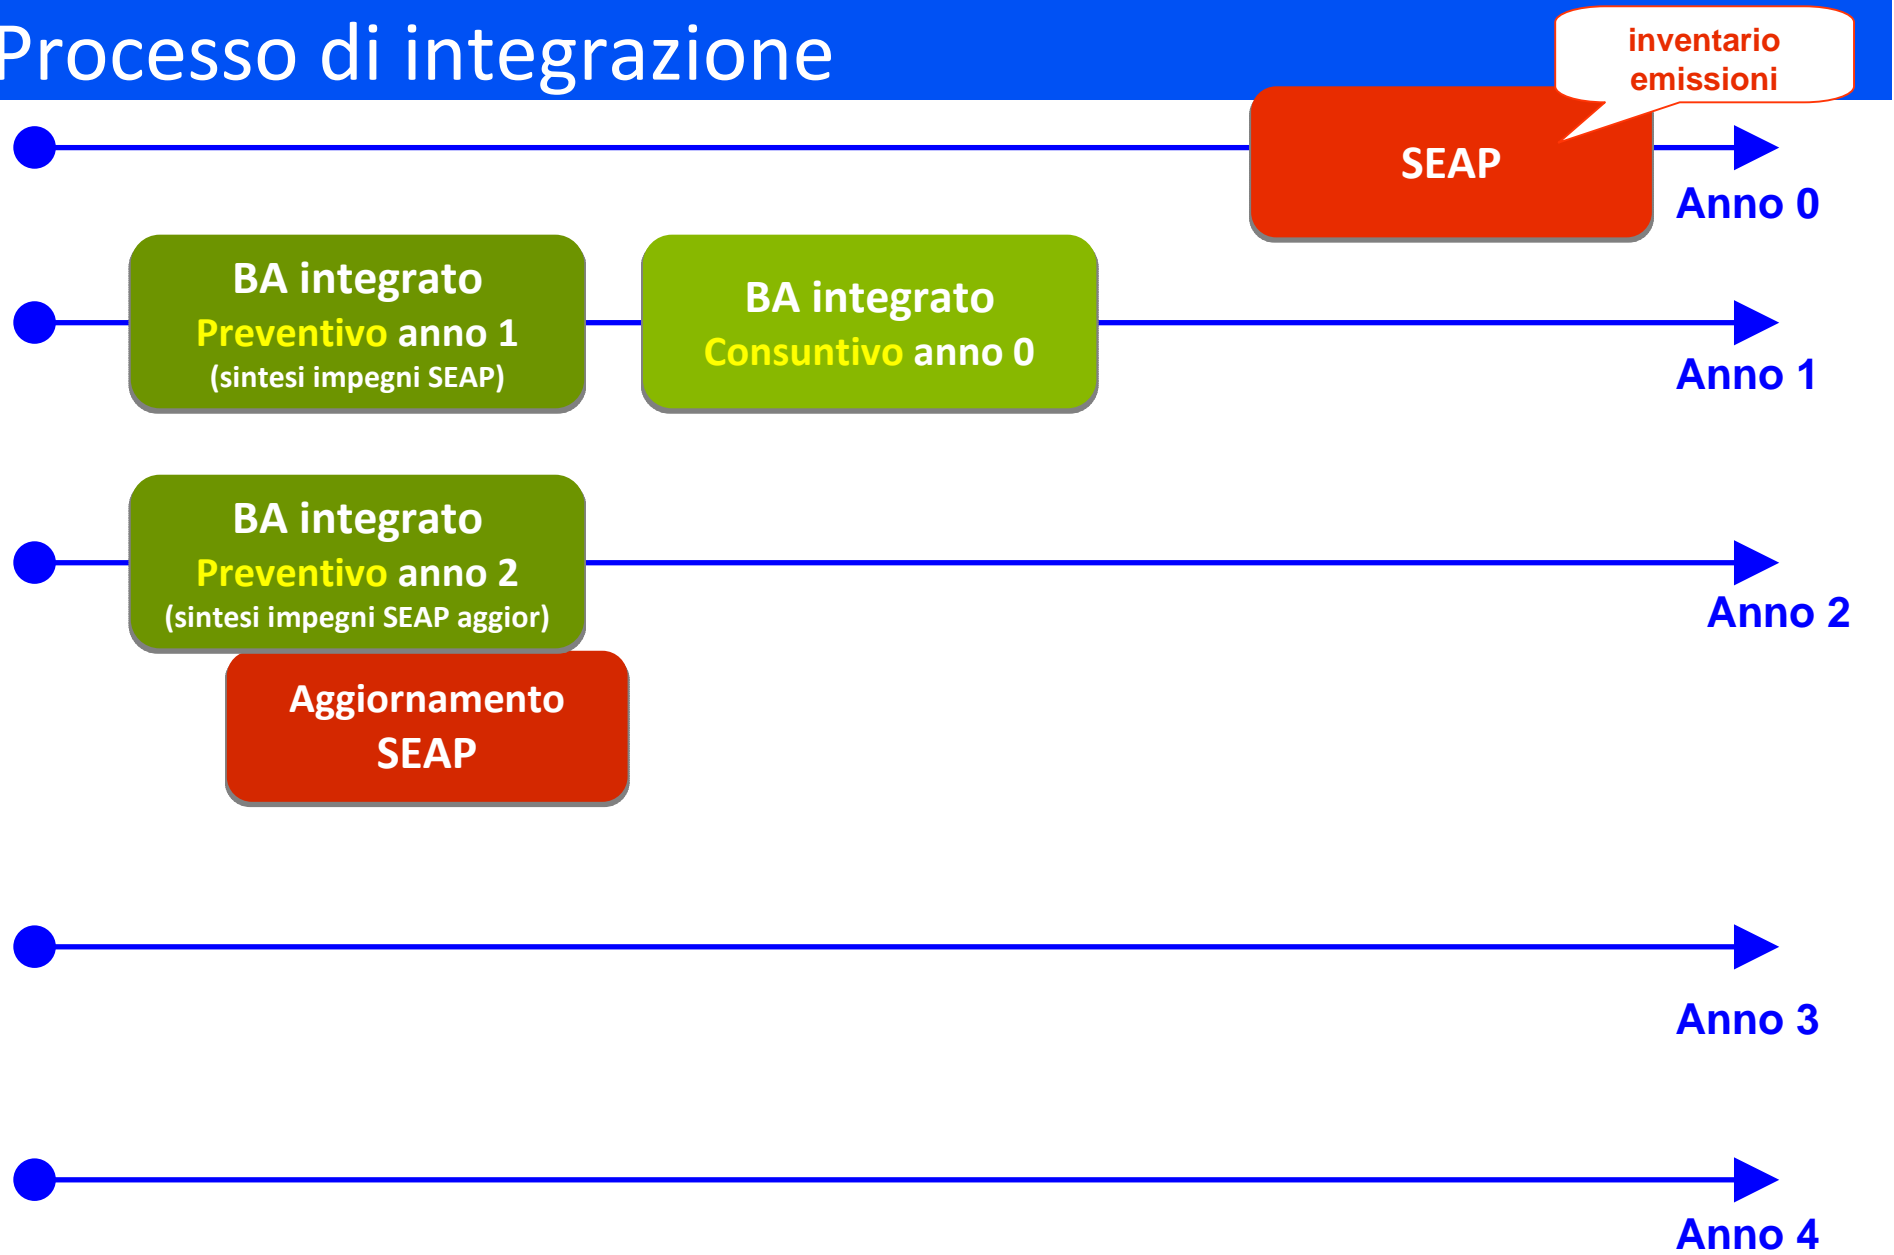 Processo di integrazione
inventario
emissioni
SEAP
Anno 0
BA integrato
Preventivo anno 1
(sintesi impegni SEAP)
BA integrato
Consuntivo anno 0
Anno 1
BA integrato
Preventivo anno 2
(sintesi impegni SEAP aggior)
Anno 2
Aggiornamento
SEAP
Anno 3
Anno 4